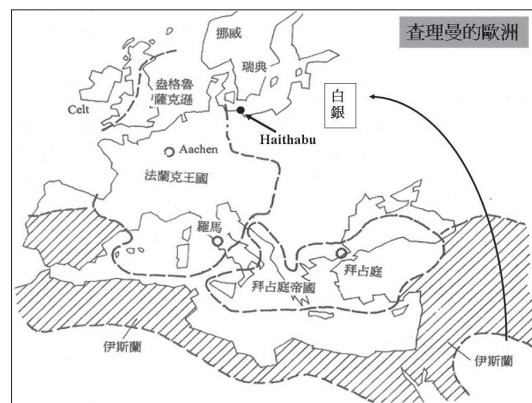 查理曼的歐洲
挪威
瑞典
盎格魯
薩克遜
Celt
白
銀
Haithabu
Aachen
法蘭克王國
羅馬
拜占庭
拜占庭帝國
伊斯蘭
伊斯蘭